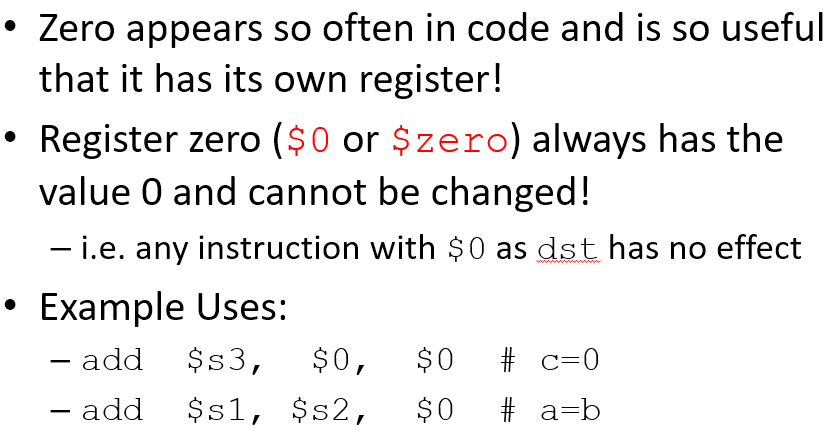 • Zero appears so often in code and is so useful
that it has its own register!
• Register zero ($0 or $zero) always has the
value 0 and cannot be changed!
– i.e. any instruction with $0 as dst has no effect
• Example Uses:
– add $s3, $0, $0 # c=0
– add $s1, $s2, $0 # a=b